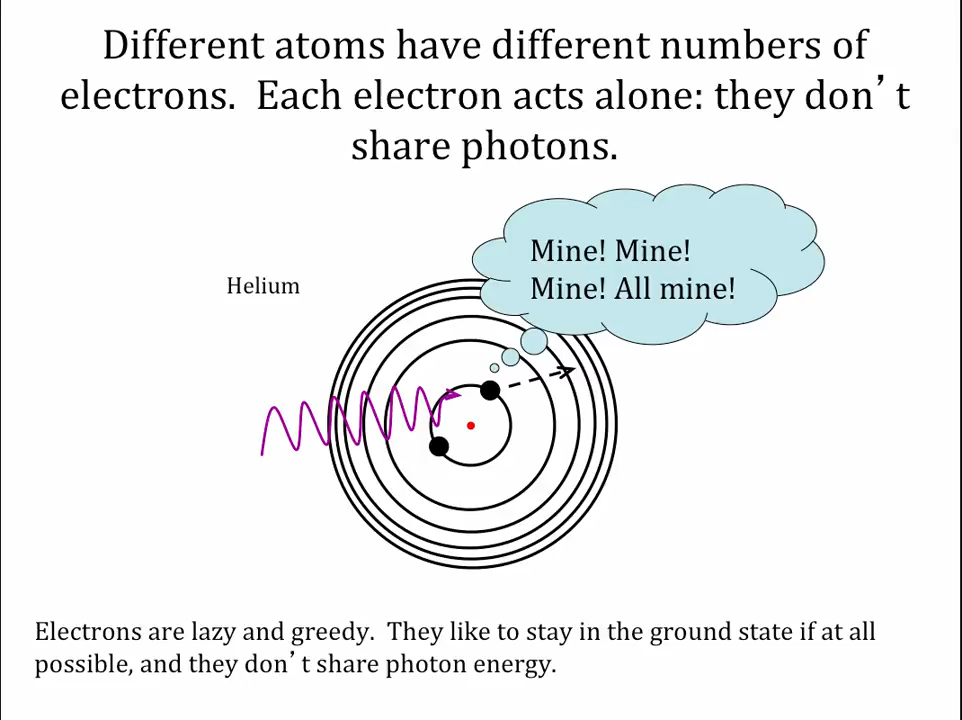 Different atoms have different numbers of
electrons.  Each electron acts alone: they don’t
share photons.
Mine! Mine!
Mine! All mine!
Helium
Electrons are lazy and greedy.  They like to stay in the ground state if at all
possible, and they don’t share photon energy.